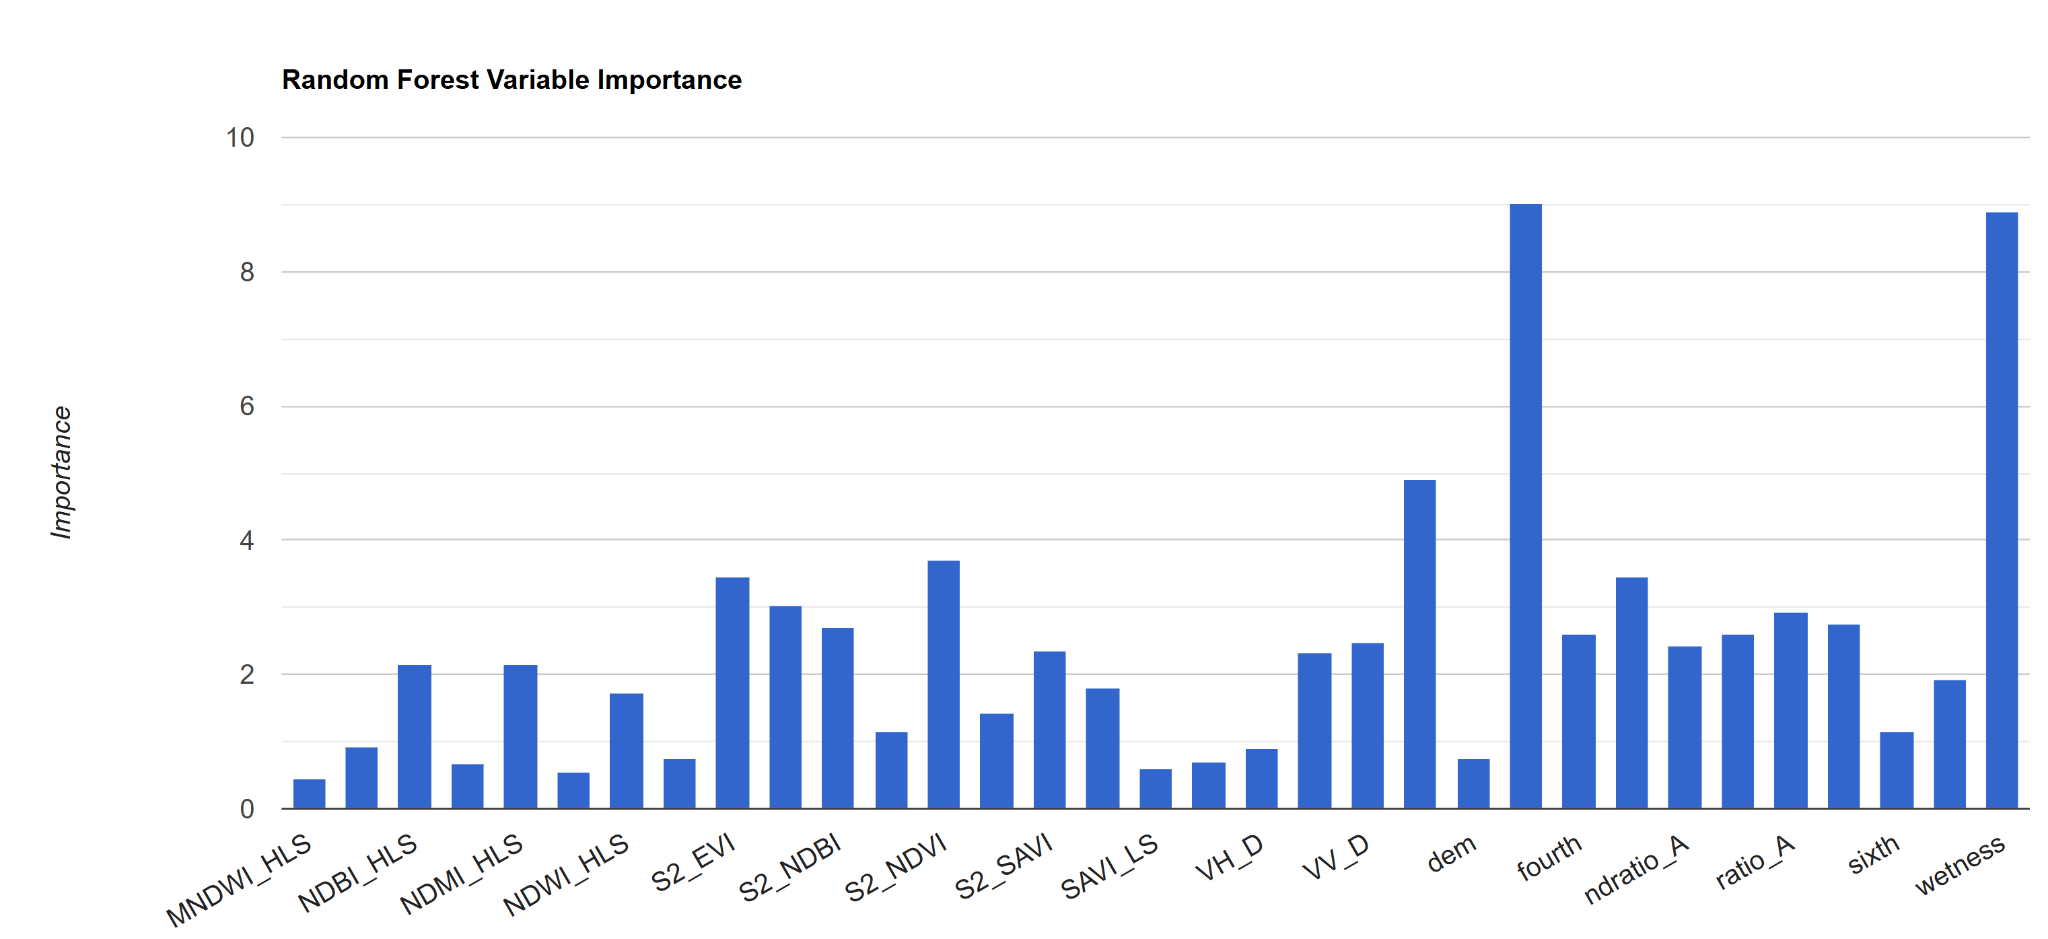 Random Forest Variable Importance
10
8
6
4
2
0
Importance
MNDWI_HLS
NDBI_HLS
NDMI_HLS
NDWI_HLS
S2_EVI
S2_NDBI
S2_NDVI
S2_SAVI
SAVI_LS
VH_D
VV_D
dem
fourth
ndratio_A
ratio_A
sixth
wetness